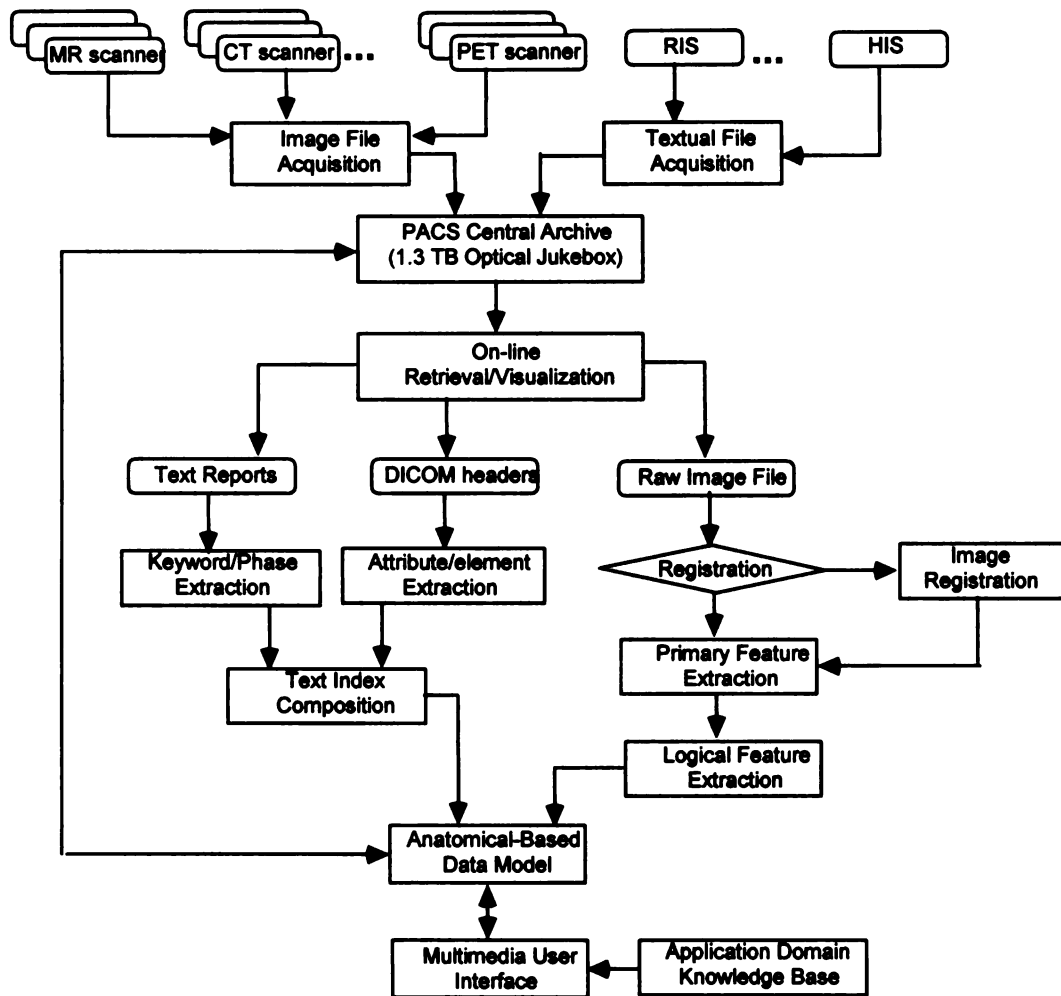 MR scanner
CT scanner
...
PET scanner
RIS
...
HIS
Image File
Acquisition
Textual File
Acquisition
PACS Central Archive
(1.3 TB Optical Jukebox)
On-line
Retrieval/Visualization
Text Reports
DICOM headers
Raw Image File
Keyword/Phase
Extraction
Attribute/element
Extraction
Registration
Image
Registration
Text Index
Composition
Primary Feature
Extraction
Logical Feature
Extraction
Anatomical-Based
Data Model
Multimedia User
Interface
Application Domain
Knowledge Base